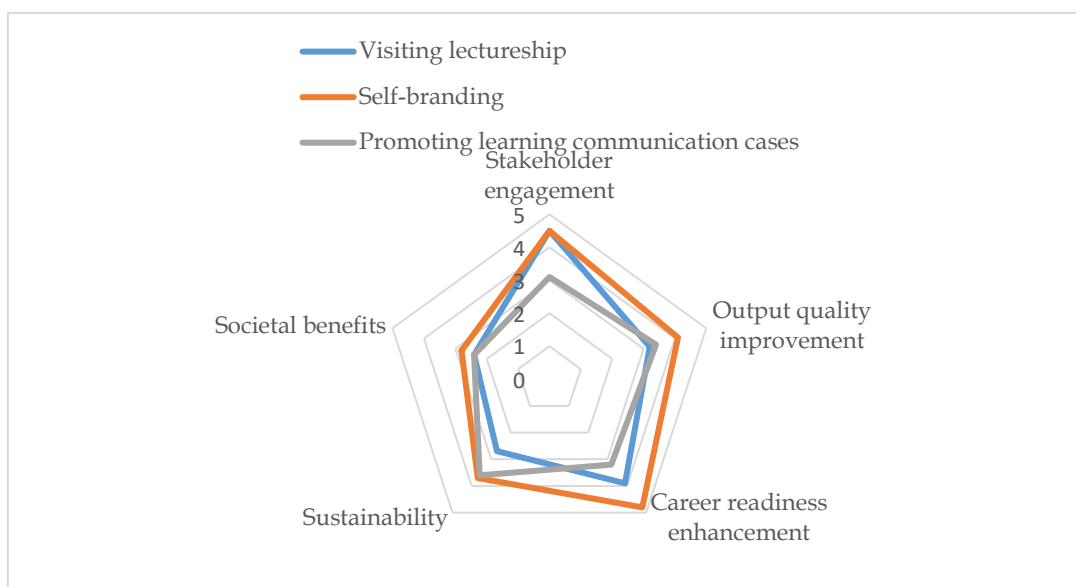 Visiting lectureship
Self-branding
Promoting learning communication cases
Stakeholder
engagement
5
4
3
2
1
0
Output quality
improvement
Career readiness
enhancement
Sustainability
Societal benefits